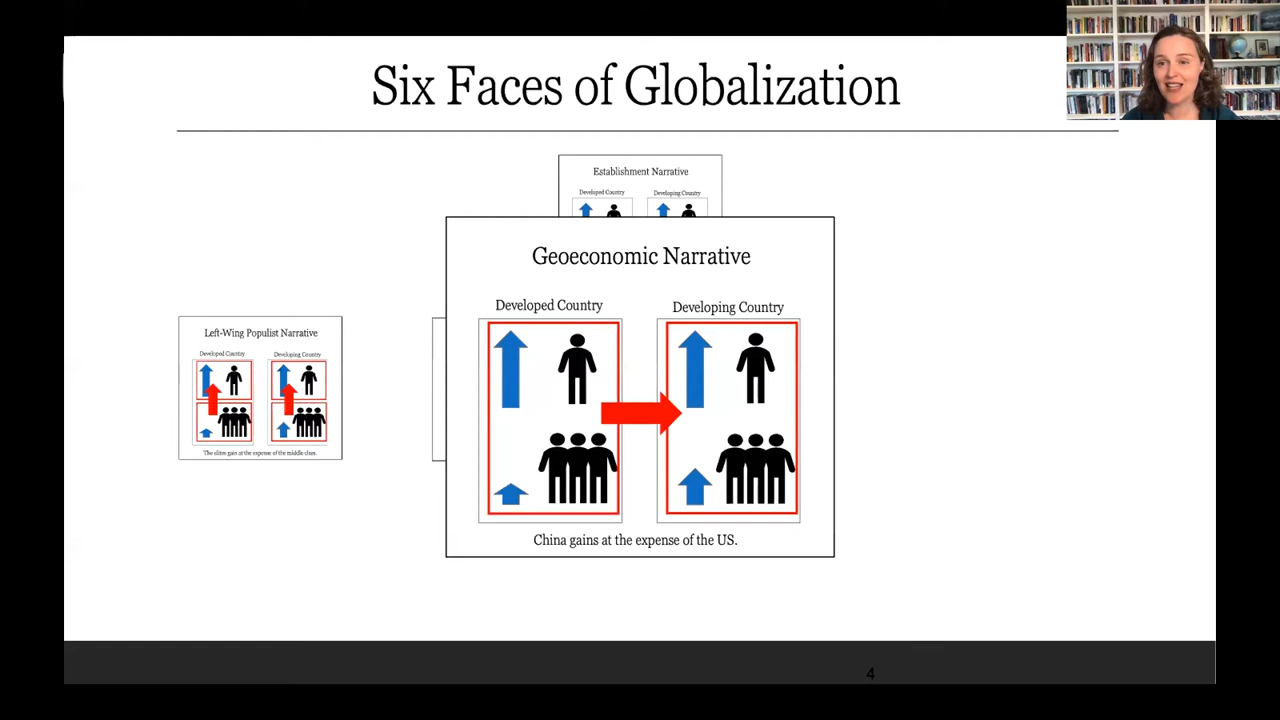 Six Faces of Globalization
Establishment Narrative
Developed Country
Developing Country
Geoeconomic Narrative
Developed Country
Developing Country
China gains at the expense of the US.
Left-Wing Populist Narrative
Developed Country
Developing Country
The elites gain at the expense of the middle class.
4